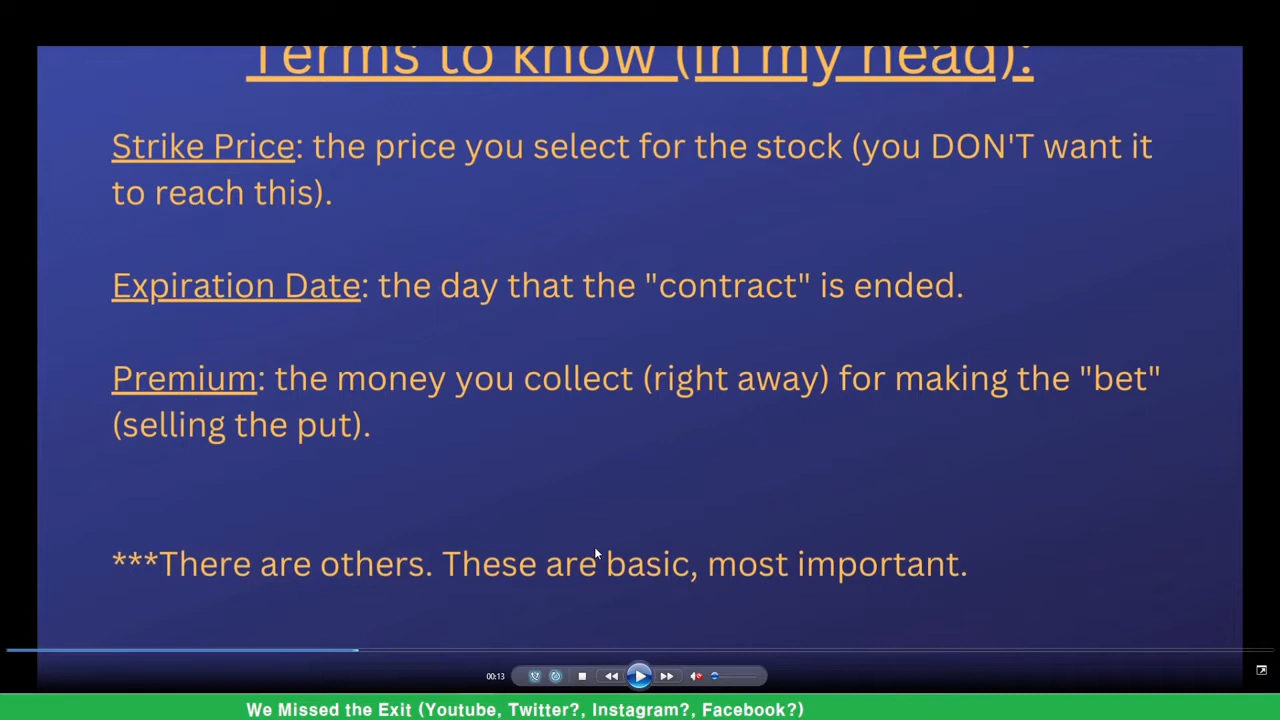 Terms to know (in my head):
Strike Price: the price you select for the stock (you DON'T want it
to reach this).
Expiration Date: the day that the "contract" is ended.
Premium: the money you collect (right away) for making the "bet"
(selling the put).
***There are others. These are basic, most important.
00:13
We Missed the Exit (Youtube, Twitter?, Instagram?, Facebook?)